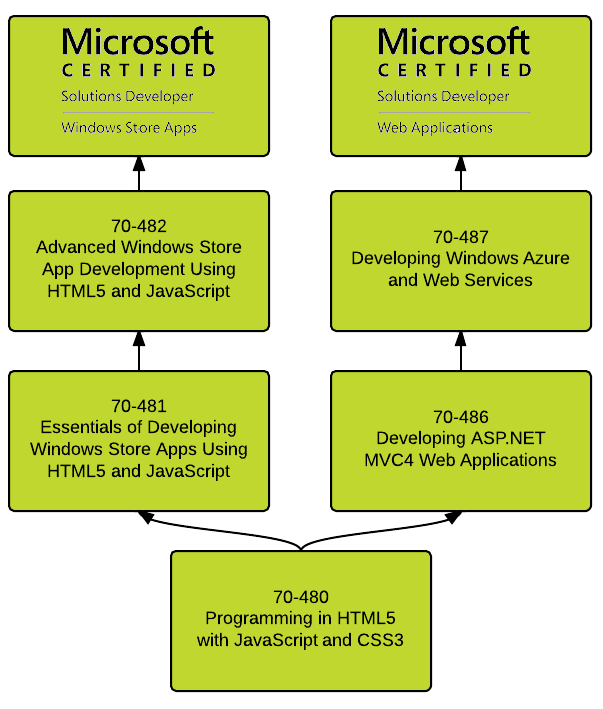 Microsoft
CERTIFIED
Solutions Developer
Windows Store Apps
Microsoft
CERTIFIED
Solutions Developer
Web Applications
70-482
Advanced Windows Store
App Development Using
HTML5 and JavaScript
70-487
Developing Windows Azure
and Web Services
70-481
Essentials of Developing
Windows Store Apps Using
HTML5 and JavaScript
70-486
Developing ASP.NET
MVC4 Web Applications
70-480
Programming in HTML5
with JavaScript and CSS3